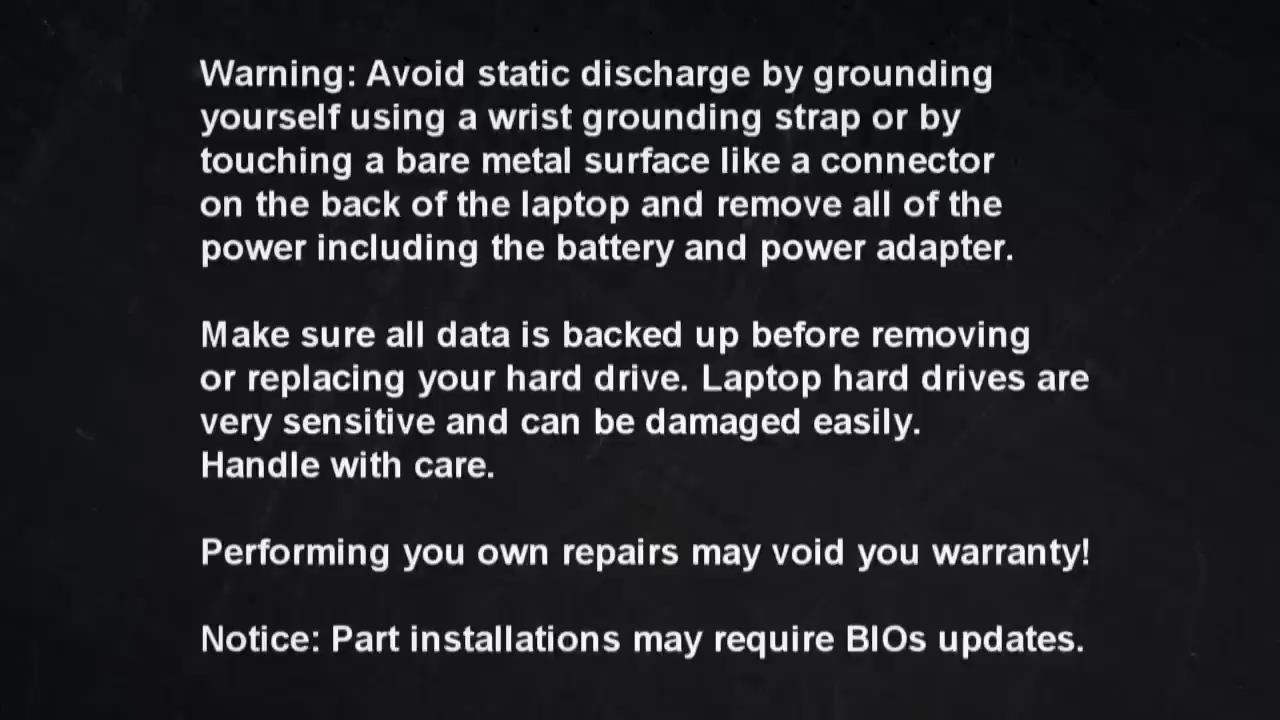 Warning: Avoid static discharge by grounding
yourself using a wrist grounding strap or by
touching a bare metal surface like a connector
on the back of the laptop and remove all of the
power including the battery and power adapter.
Make sure all data is backed up before removing
or replacing your hard drive. Laptop hard drives are
very sensitive and can be damaged easily.
Handle with care.
Performing you own repairs may void you warranty!
Notice: Part installations may require BIOs updates.